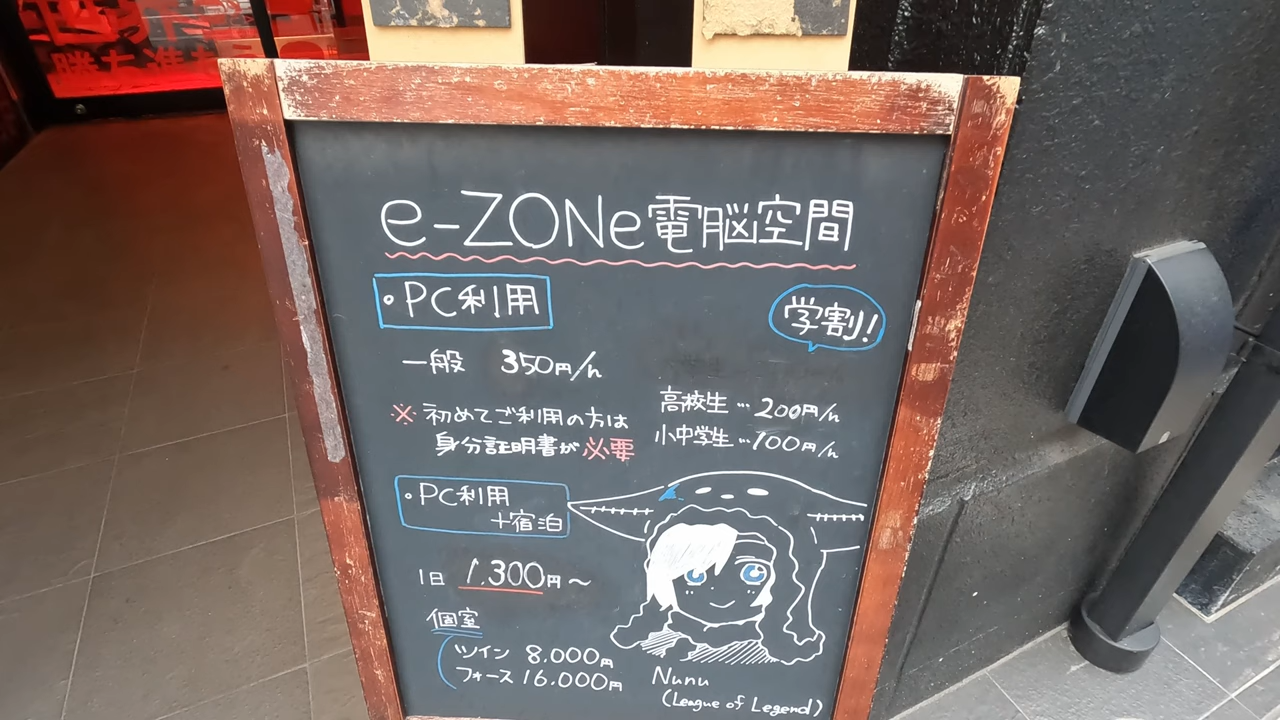 e-ZONe電脳空間
・PC利用
一般 350円/h
※初めてご利用の方は
身分証明書が必要
学割!
高校生…200円/h
小中学生…100円/h
・PC利用
+宿泊
1日 1,300円～
個室
ツイン 8.000円
フォース 16.000円
Nunu
(League of Legend)